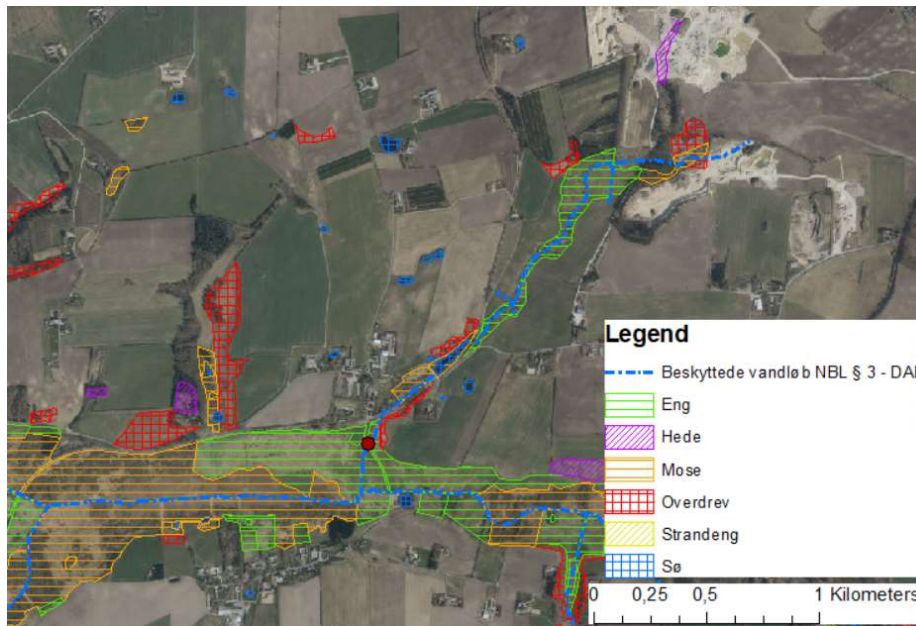 Legend
Beskyttede vandløb NBL § 3 - DAI
Eng
Hede
Mose
Overdrev
Strandeng
Sø
0 0,25 0,5 1 Kilometers